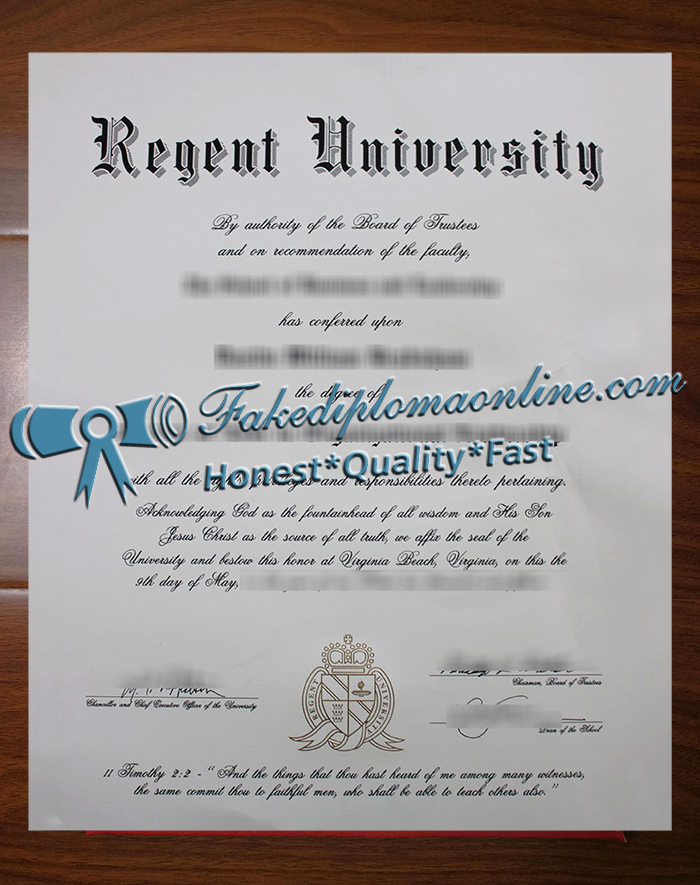 Regent University
By authority of the Board of Trustees
and on recommendation of the faculty,
has conferred upon
the degree of
Fakediplomaonline.com
Honest*Quality*Fast
with all the rights privileges and responsibilities thereto pertaining.
Acknowledging God as the fountainhead of all wisdom and His Son
Jesus Christ as the source of all truth, we affix the seal of the
University and bestow this honor at Virginia Beach, Virginia, on this the
9th day of May,
Chancellor and Chief Executive Officer of the University
Chairman, Board of Trustees
Dean of the School
REGENT UNIVERSITY
II Timothy 2:2 - "And the things that thou hast heard of me among many witnesses,
the same commit thou to faithful men, who shall be able to teach others also."